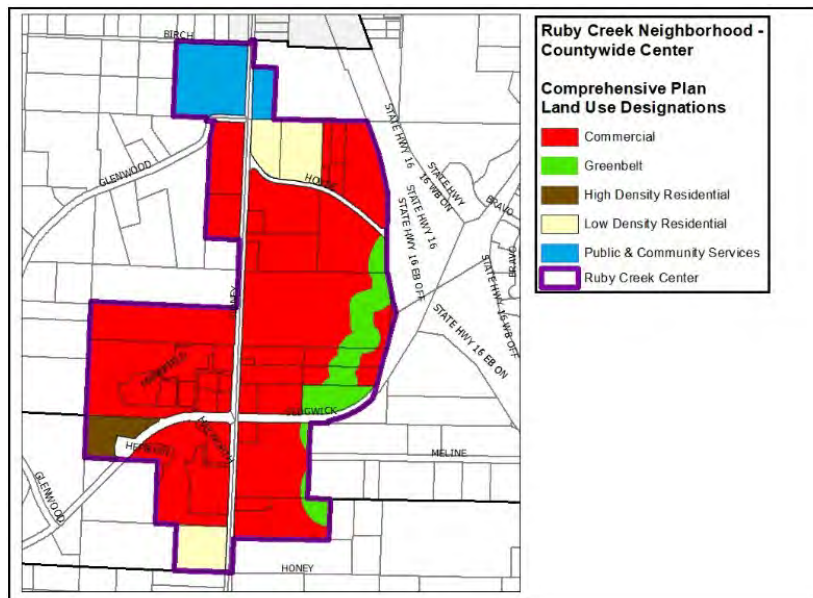 Ruby Creek Neighborhood -
Countywide Center
Comprehensive Plan
Land Use Designations
Commercial
Greenbelt
High Density Residential
Low Density Residential
Public & Community Services
Ruby Creek Center
BIRCH
GLENWOOD
STATE HWY 16
STATE HWY
16 WB ON
STATE HWY 16
STATE HWY 16 EB OFF
BRAVO
BRAVO
STATE HWY 16 WB OFF
STATE HWY 16 EB ON
SEDGWICK
GLENWOOD
MELINE
HONEY